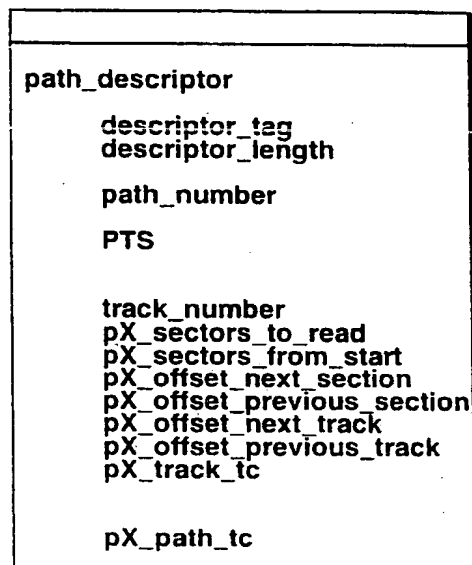 path_descriptor
descriptor_tag
descriptor_length
path_number
PTS
track_number
pX_sectors_to_read
pX_sectors_from_start
pX_offset_next_section
pX_offset_previous_section
pX_offset_next_track
pX_offset_previous_track
pX_track_tc
pX_path_tc